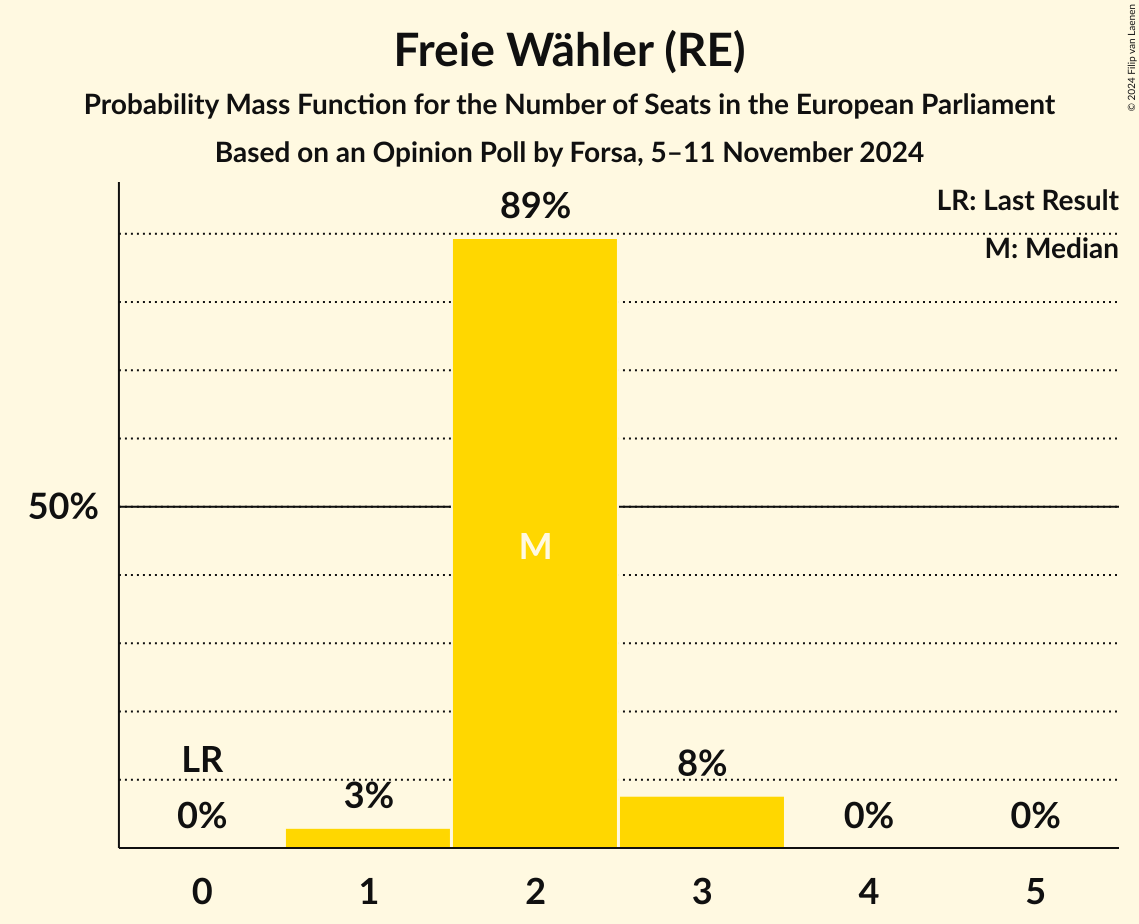 Freie Wähler (RE)
Probability Mass Function for the Number of Seats in the European Parliament
Based on an Opinion Poll by Forsa, 5–11 November 2024
© 2024 Filip van Laenen
LR: Last Result
M: Median
89%
50%
M
LR
0%
3%
8%
0%
0%
0 1 2 3 4 5